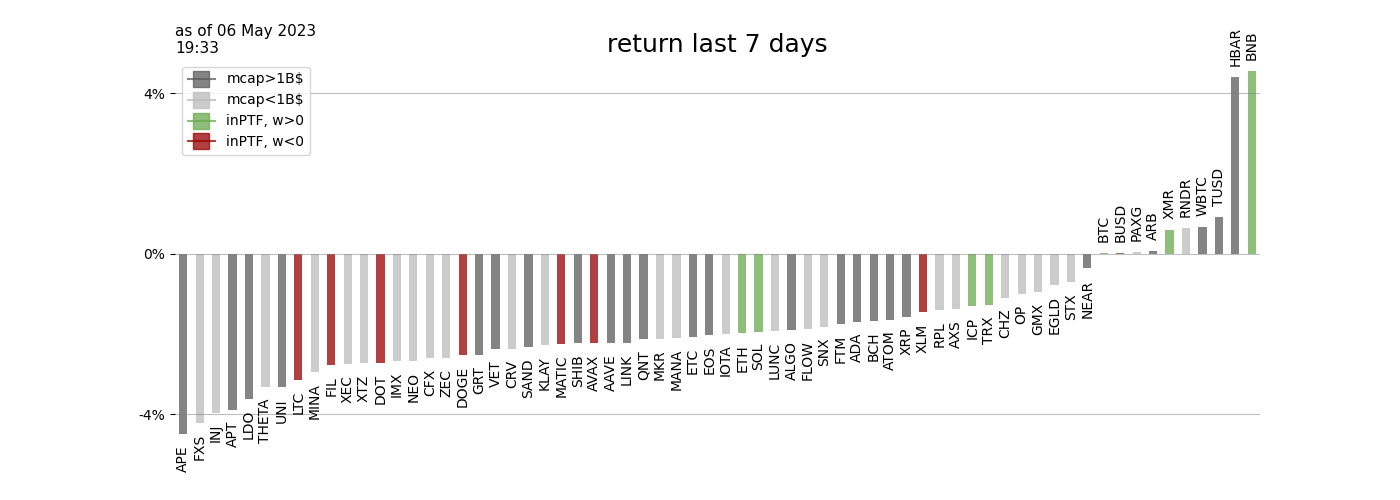 as of 06 May 2023
19:33
return last 7 days
mcap>1B$
mcap<1B$
inPTF, w>0
inPTF, w<0
4%
0%
-4%
APE
FXS
INJ
APT
LDO
THETA
UNI
LTC
MINA
FIL
XEC
XTZ
DOT
IMX
NEO
CFX
ZEC
DOGE
GRT
VET
CRV
SAND
KLAY
MATIC
SHIB
AVAX
AAVE
LINK
QNT
MKR
MANA
ETC
EOS
IOTA
ETH
SOL
LUNC
ALGO
FLOW
SNX
FTM
ADA
BCH
ATOM
XRP
XLM
RPL
AXS
ICP
TRX
CHZ
OP
GMX
EGLD
STX
NEAR
BTC
BUSD
PAXG
ARB
XMR
RNDR
WBTC
TUSD
HBAR
BNB